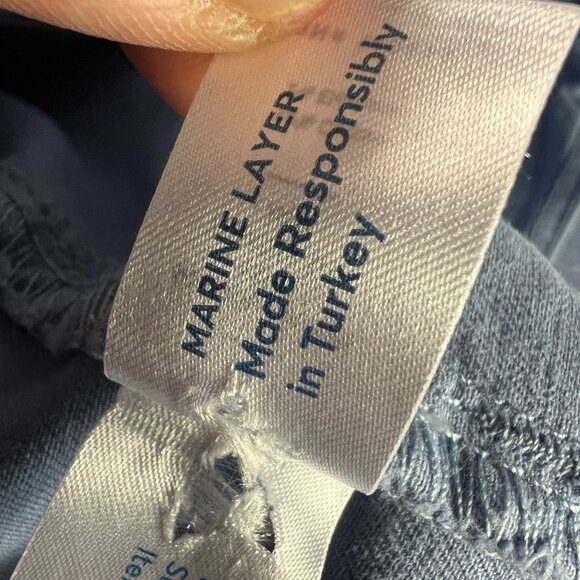 MARINE LAYER
Made Responsibly
in Turkey